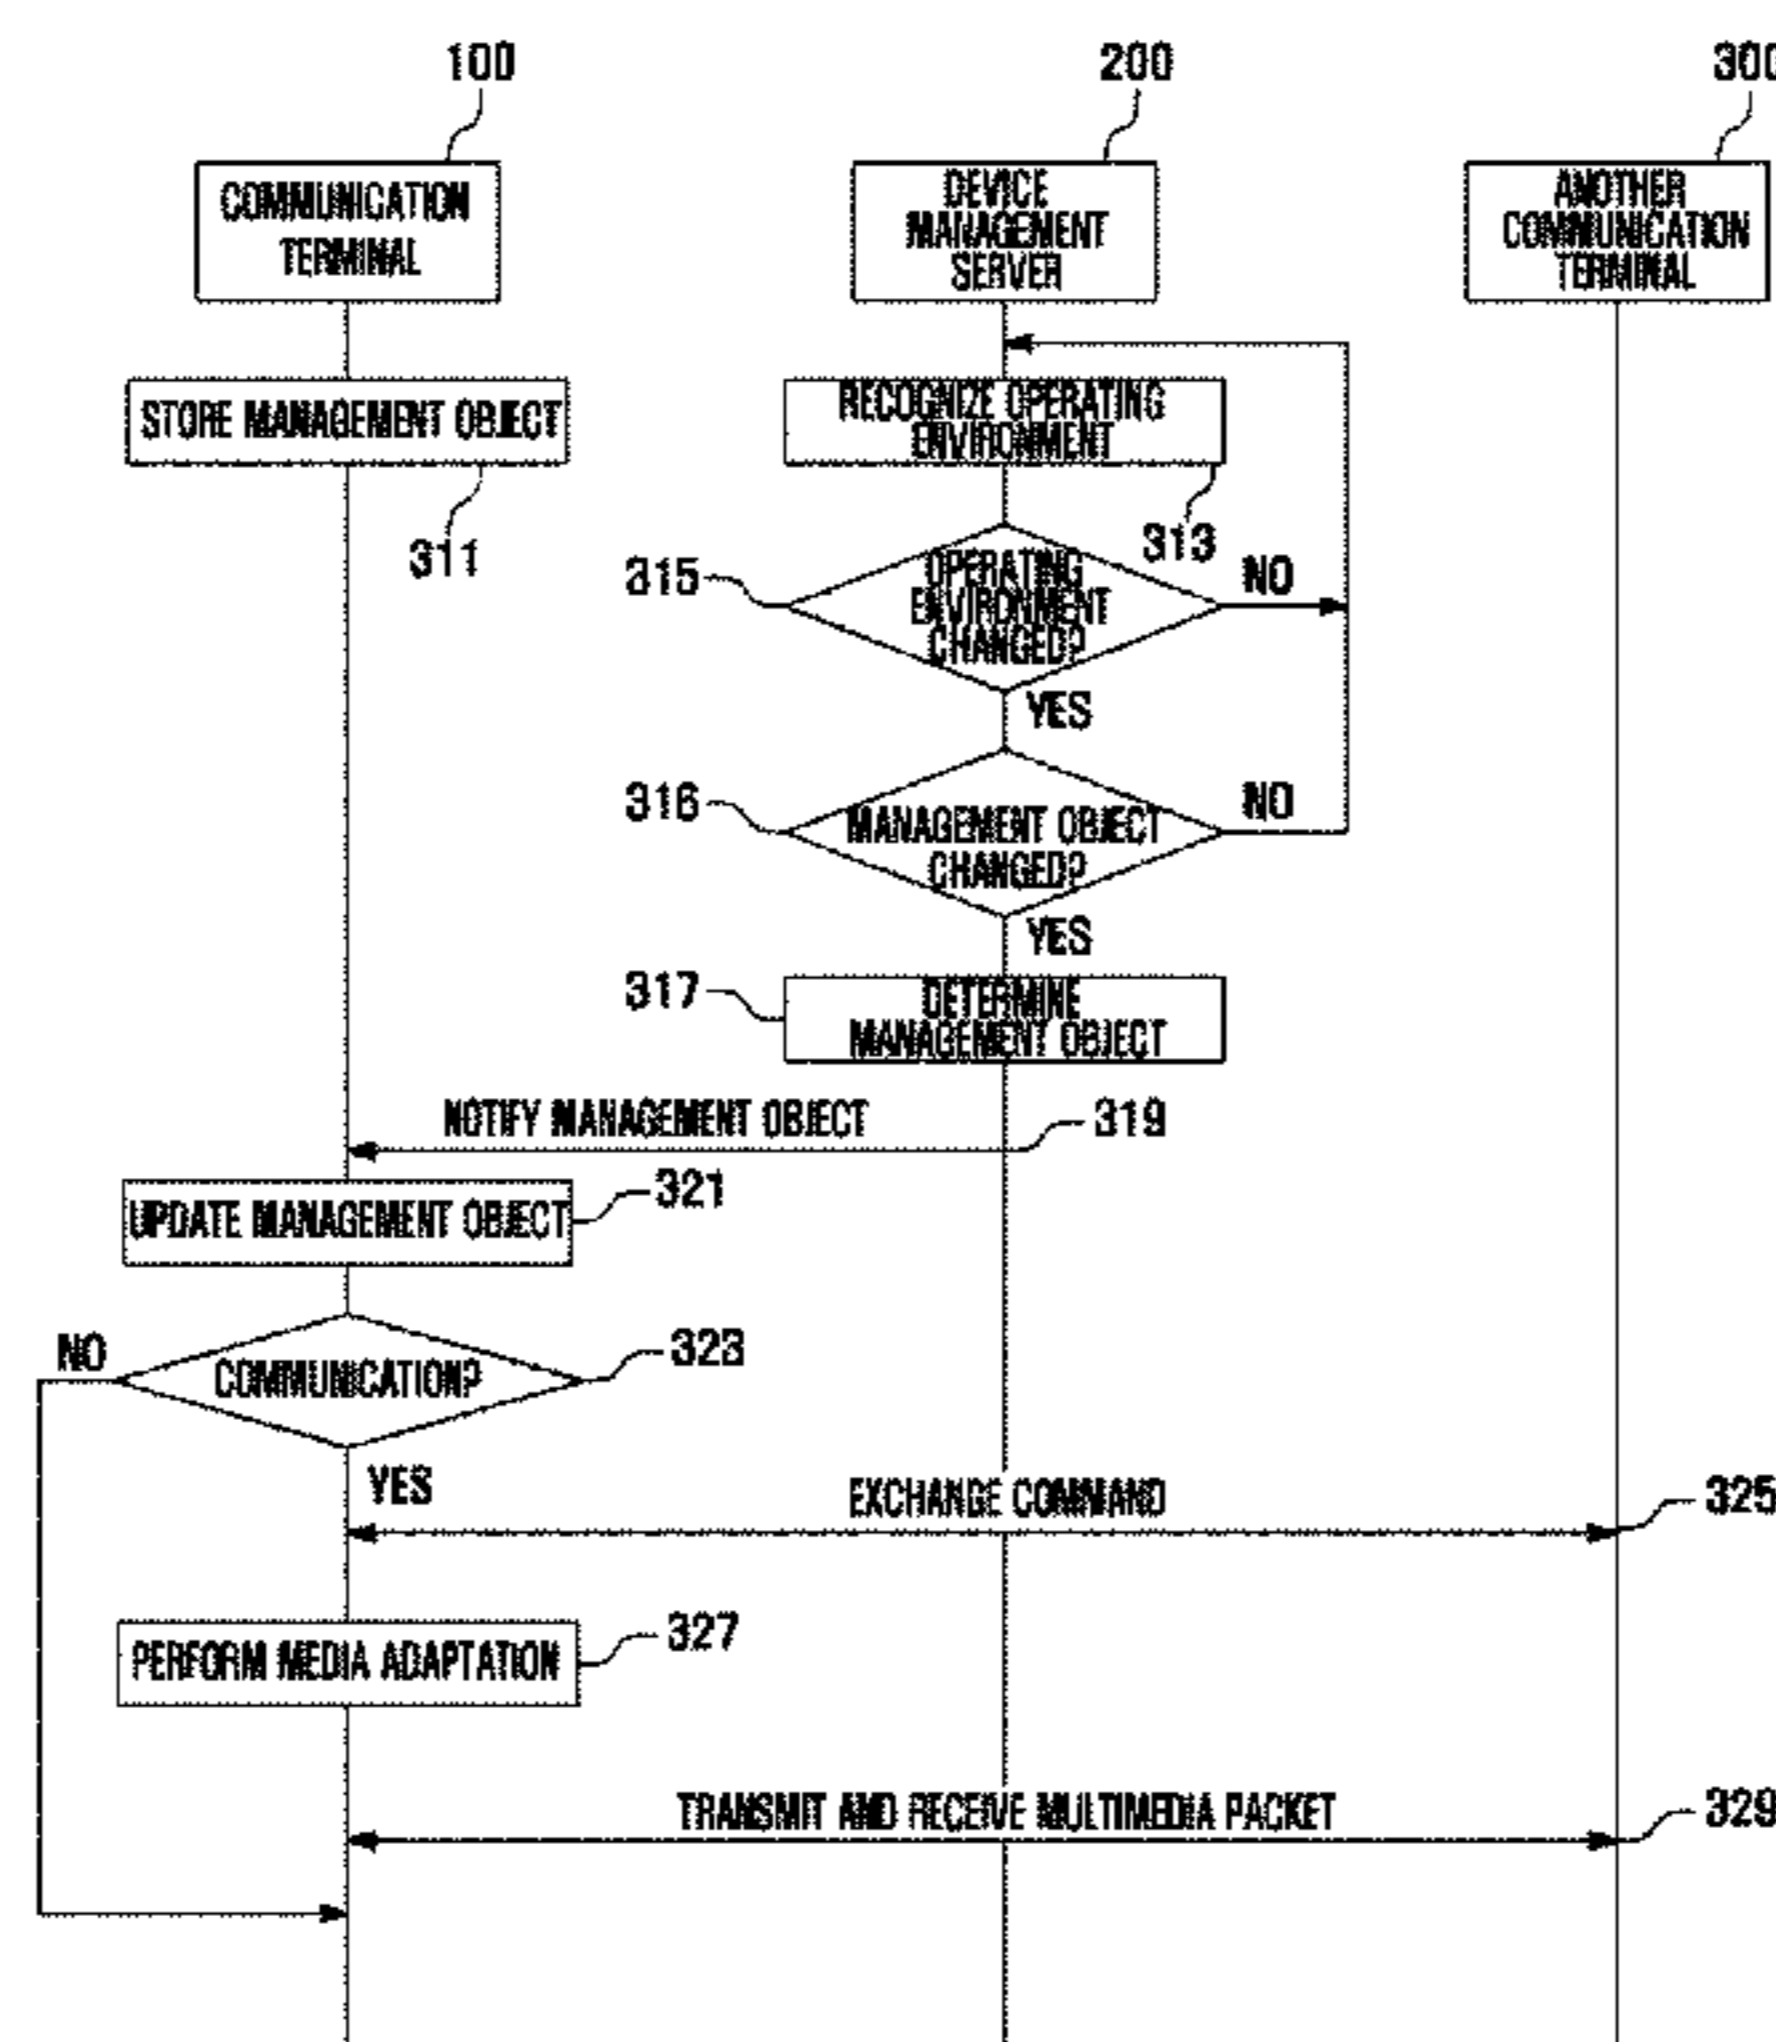 100
200
300
COMMUNICATION
TERMINAL
DEVICE
MANAGEMENT
SERVER
ANOTHER
COMMUNICATION
TERMINAL
STORE MANAGEMENT OBJECT
311
RECOGNIZE OPERATING
ENVIRONMENT
313
315
OPERATING
ENVIRONMENT
CHANGED?
NO
YES
316
MANAGEMENT OBJECT
CHANGED?
NO
YES
317
DETERMINE
MANAGEMENT OBJECT
NOTIFY MANAGEMENT OBJECT
319
UPDATE MANAGEMENT OBJECT
321
NO
COMMUNICATION?
323
YES
EXCHANGE COMMAND
325
PERFORM MEDIA ADAPTATION
327
TRANSMIT AND RECEIVE MULTIMEDIA PACKET
329